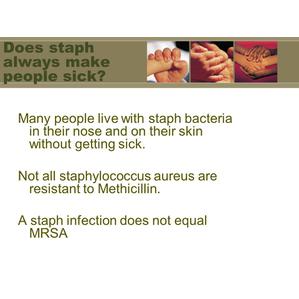 Does staph
always make
people sick?
Many people live with staph bacteria
in their nose and on their skin
without getting sick.
Not all staphylococcus aureus are
resistant to Methicillin.
A staph infection does not equal
MRSA